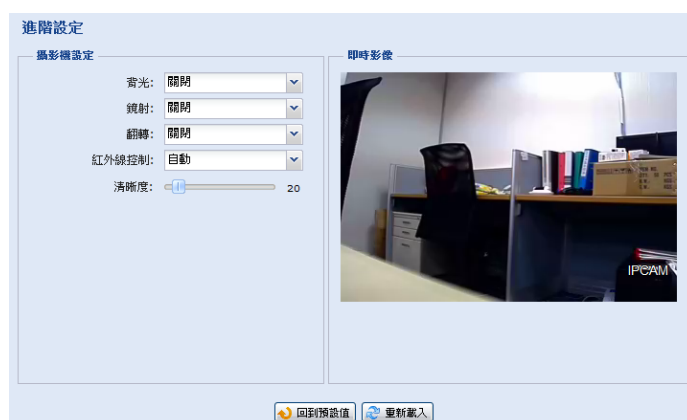 進階設定
攝影機設定
背光: 關閉
鏡射: 關閉
翻轉: 關閉
紅外線控制: 自動
清晰度: 20
即時影像
IPCAM
回到預設值
重新載入